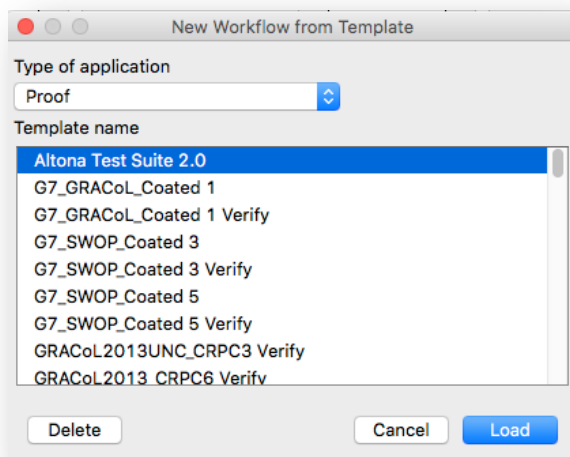 New Workflow from Template
Type of application
Proof
Template name
Altona Test Suite 2.0
G7_GRACoL_Coated 1
G7_GRACoL_Coated 1 Verify
G7_SWOP_Coated 3
G7_SWOP_Coated 3 Verify
G7_SWOP_Coated 5
G7_SWOP_Coated 5 Verify
GRACoL2013UNC_CRPC3 Verify
GRACoL2013_CRPC6 Verify
Delete Cancel Load